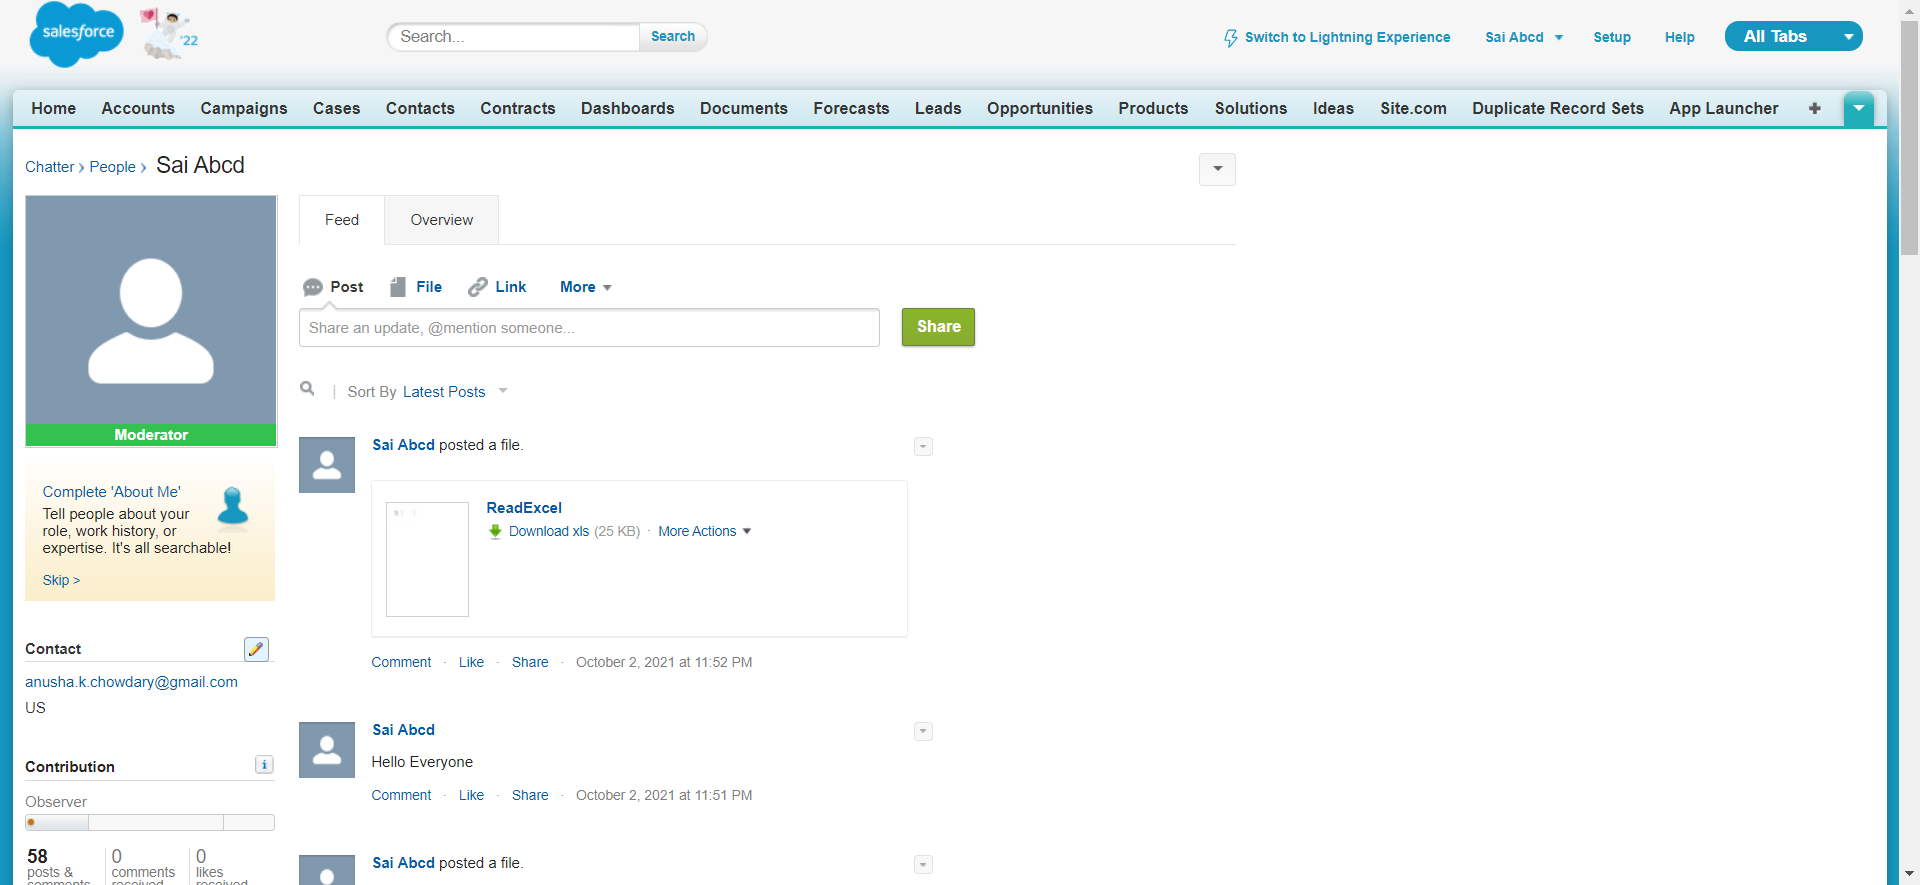 salesforce
'22
Search...
Search
Switch to Lightning Experience
Sai Abcd
Setup
Help
All Tabs
Home Accounts Campaigns Cases Contacts Contracts Dashboards Documents Forecasts Leads Opportunities Products Solutions Ideas Site.com Duplicate Record Sets App Launcher +
Chatter › People › Sai Abcd
Moderator
Complete 'About Me'
Tell people about your
role, work history, or
expertise. It's all searchable!
Skip >
Contact
anusha.k.chowdary@gmail.com
US
Contribution
i
Observer
58
posts &
comments
0
comments
received
0
likes
received
Feed
Overview
Post
File
Link
More
Share an update, @mention someone...
Share
| Sort By Latest Posts
Sai Abcd posted a file.
ReadExcel
Download xls (25 KB) · More Actions
Comment · Like · Share · October 2, 2021 at 11:52 PM
Sai Abcd
Hello Everyone
Comment · Like · Share · October 2, 2021 at 11:51 PM
Sai Abcd posted a file.